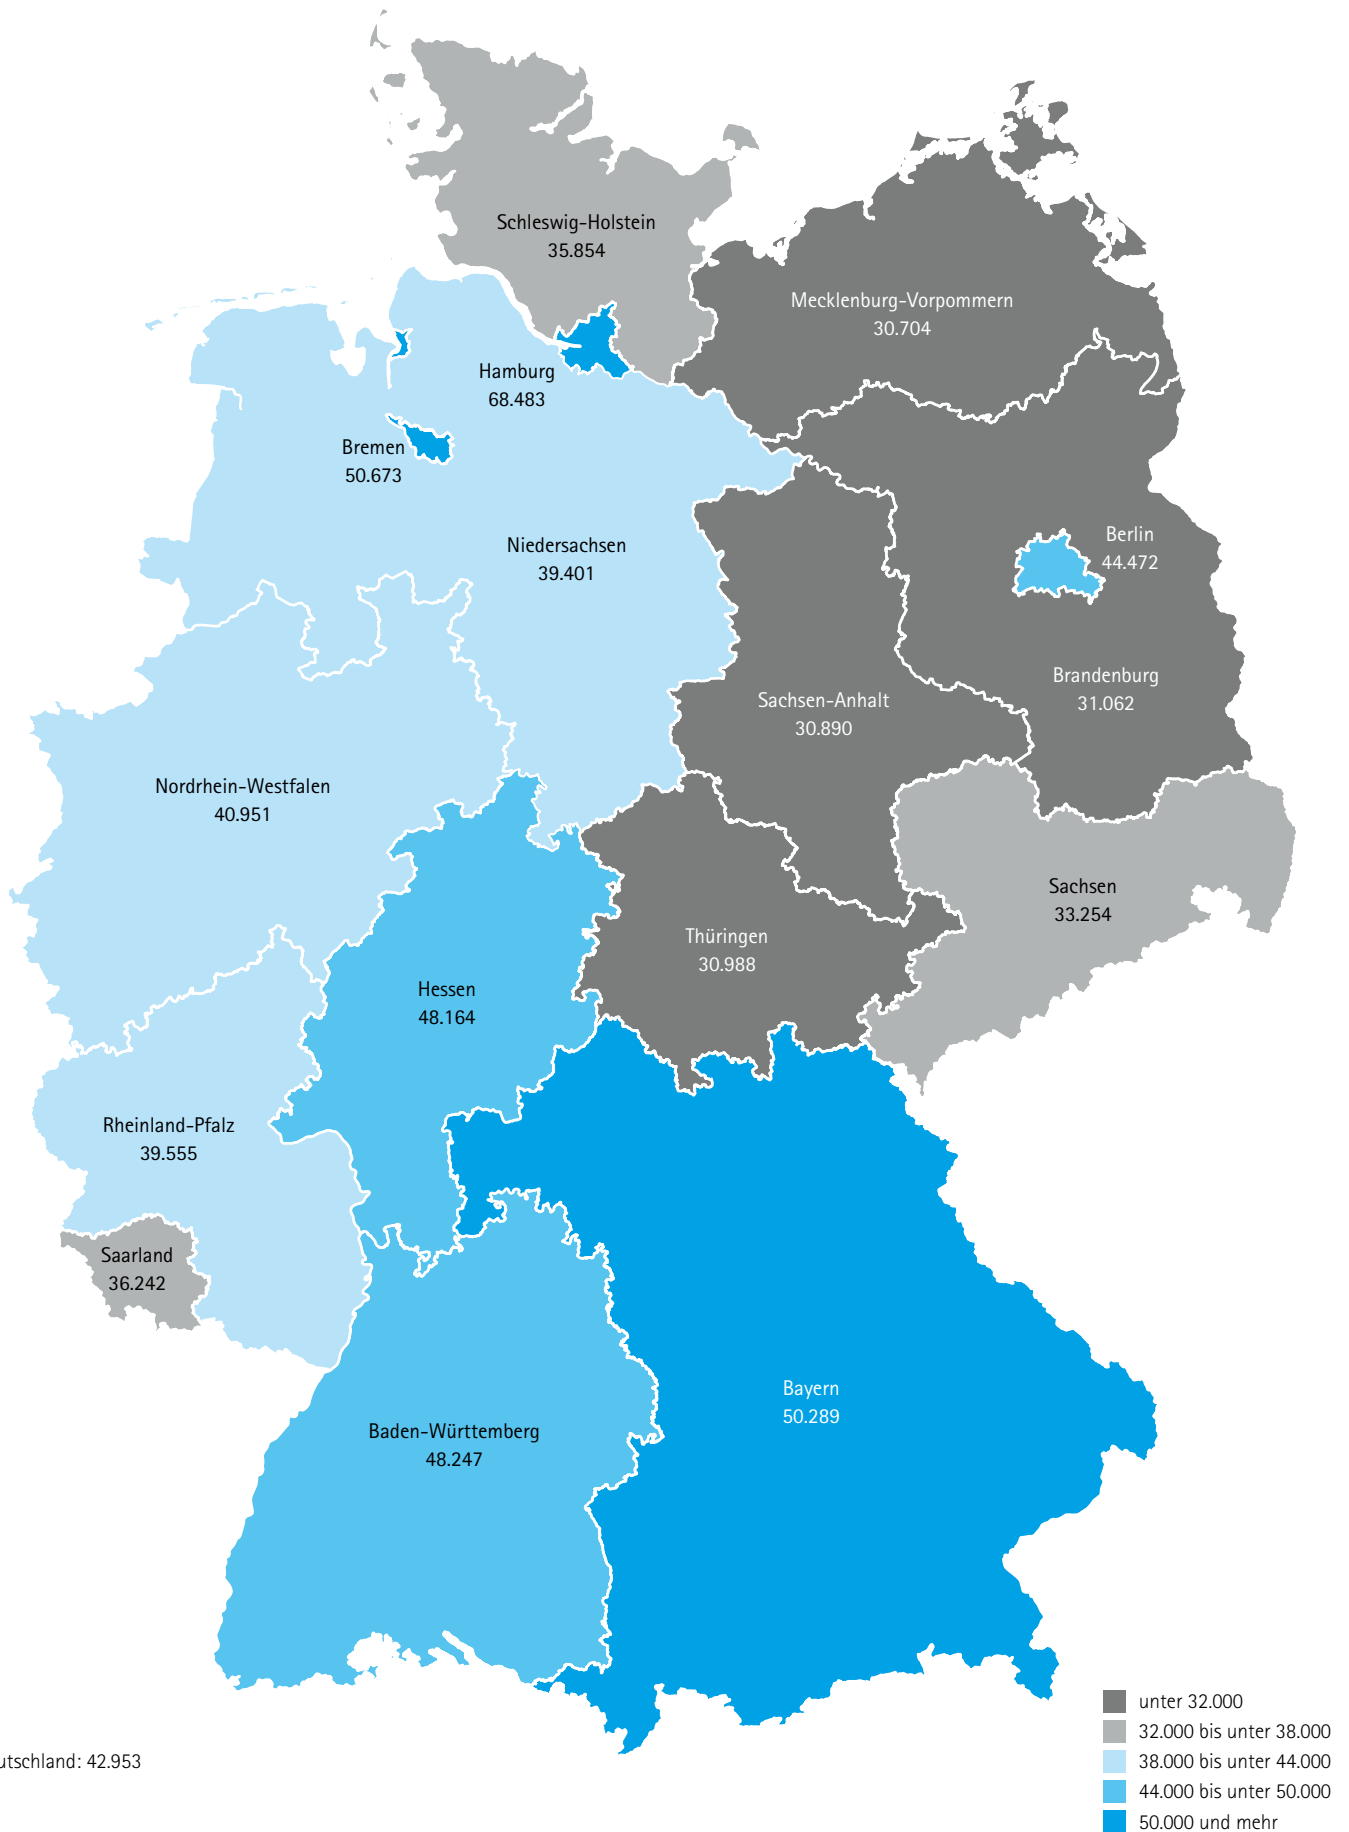 Schleswig-Holstein
35.854
Mecklenburg-Vorpommern
30.704
Hamburg
68.483
Bremen
50.673
Niedersachsen
39.401
Berlin
44.472
Brandenburg
31.062
Sachsen-Anhalt
30.890
Nordrhein-Westfalen
40.951
Sachsen
33.254
Thüringen
30.988
Hessen
48.164
Rheinland-Pfalz
39.555
Saarland
36.242
Bayern
50.289
Baden-Württemberg
48.247
unter 32.000
32.000 bis unter 38.000
38.000 bis unter 44.000
44.000 bis unter 50.000
50.000 und mehr
utschland: 42.953